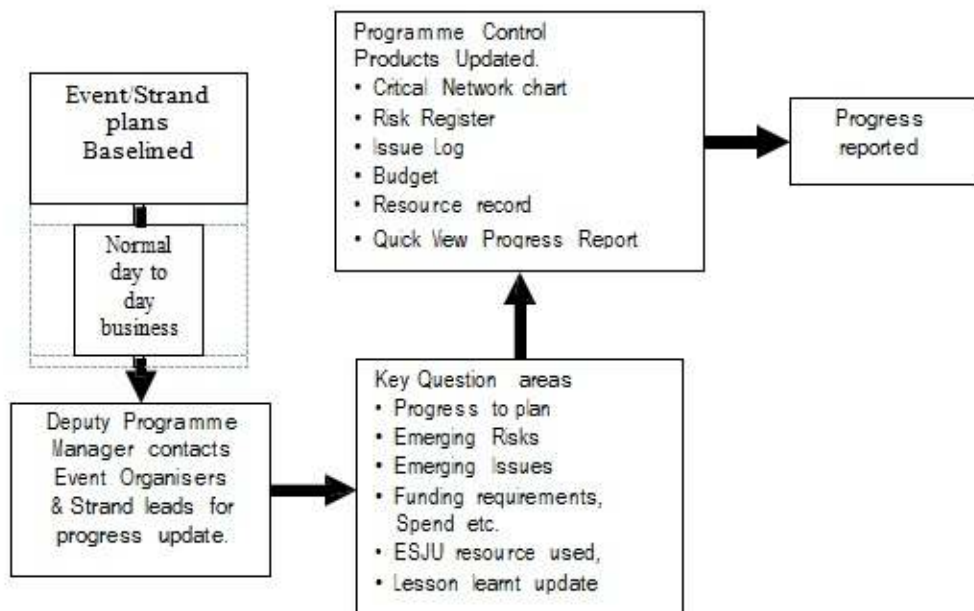 Event/Strand
plans
Baselined
Normal
day to
day
business
Deputy Programme
Manager contacts
Event Organisers
& Strand leads for
progress update.
Key Question areas
• Progress to plan
• Emerging Risks
• Emerging Issues
• Funding requirements,
Spend etc.
• ESJU resource used,
• Lesson learnt update
Programme Control
Products Updated.
• Critical Network chart
• Risk Register
• Issue Log
• Budget
• Resource record
• Quick View Progress Report
Progress
reported